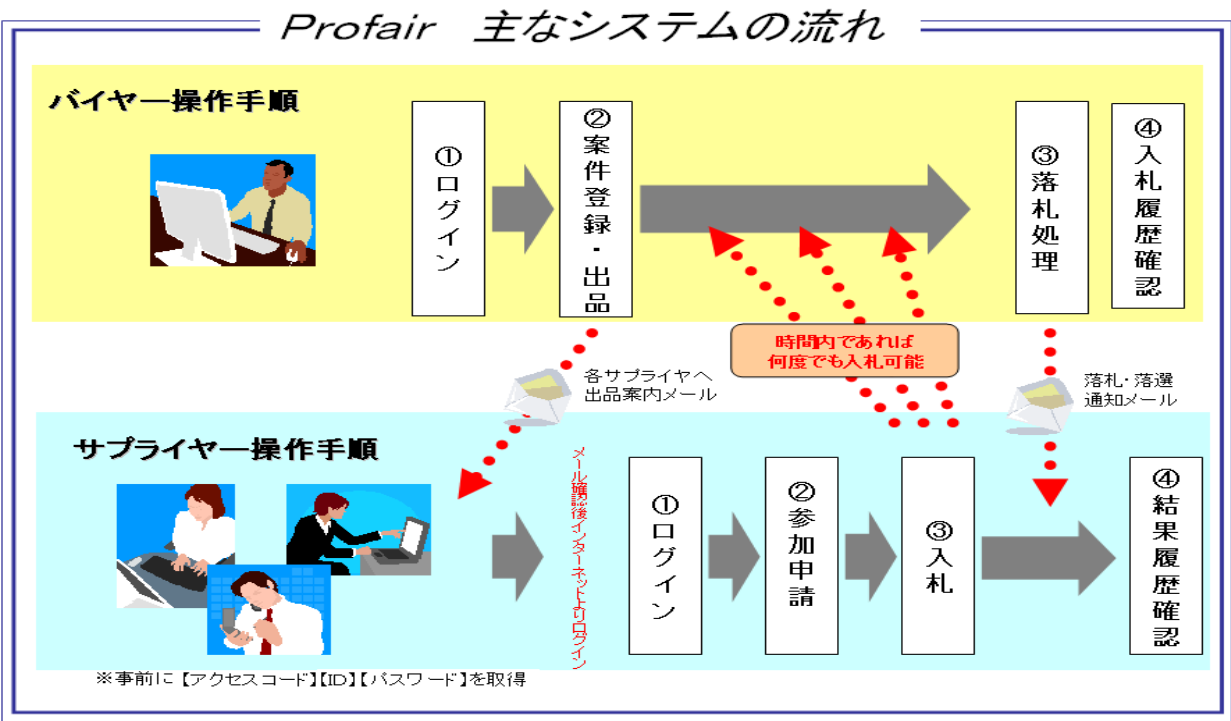 Profair 主なシステムの流れ
バイヤー操作手順
①ログイン
②案件登録・出品
③落札処理
④入札履歴確認
時間内であれば
何度でも入札可能
各サプライヤへ
出品案内メール
落札・落選
通知メール
サプライヤー操作手順
メール確認後インターネットよりログイン
①ログイン
②参加申請
③入札
④結果履歴確認
※事前に【アクセスコード】【ID】【パスワード】を取得